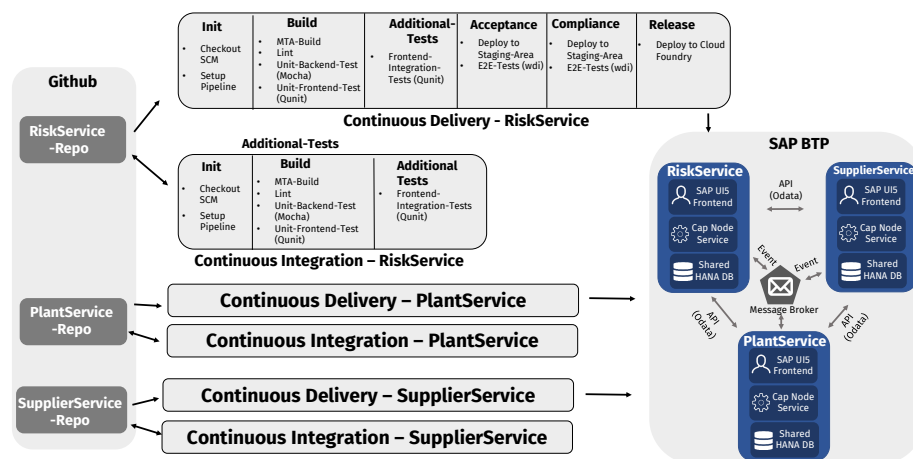 Github
RiskService
-Repo
PlantService
-Repo
SupplierService
-Repo
Init
Checkout
SCM
Setup
Pipeline
Build
MTA-Build
Lint
Unit-Backend-Test
(Mocha)
Unit-Frontend-Test
(Qunit)
Additional-
Tests
Frontend-
Integration-
Tests (Qunit)
Acceptance
Deploy to
Staging-Area
E2E-Tests (wdi)
Compliance
Deploy to
Staging-Area
E2E-Tests (wdi)
Release
Deploy to Cloud
Foundry
Continuous Delivery - RiskService
Additional-Tests
Init
Checkout
SCM
Setup
Pipeline
Build
MTA-Build
Lint
Unit-Backend-Test
(Mocha)
Unit-Frontend-Test
(Qunit)
Additional
Tests
Frontend-
Integration-Tests
(Qunit)
Continuous Integration – RiskService
Continuous Delivery – PlantService
Continuous Integration – PlantService
Continuous Delivery – SupplierService
Continuous Integration – SupplierService
SAP BTP
RiskService
SAP UI5
Frontend
Cap Node
Service
Shared
HANA DB
API
(Odata)
SupplierService
SAP UI5
Frontend
Cap Node
Service
Shared
HANA DB
Event
Event
Message Broker
API
(Odata)
API
(Odata)
PlantService
SAP UI5
Frontend
Cap Node
Service
Shared
HANA DB